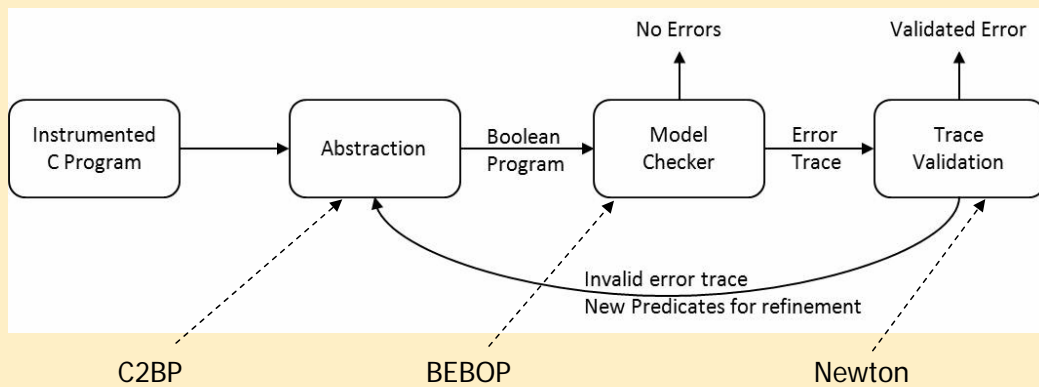 No Errors
Validated Error
Instrumented
C Program
Abstraction
Boolean
Program
Model
Checker
Error
Trace
Trace
Validation
Invalid error trace
New Predicates for refinement
C2BP
BEBOP
Newton